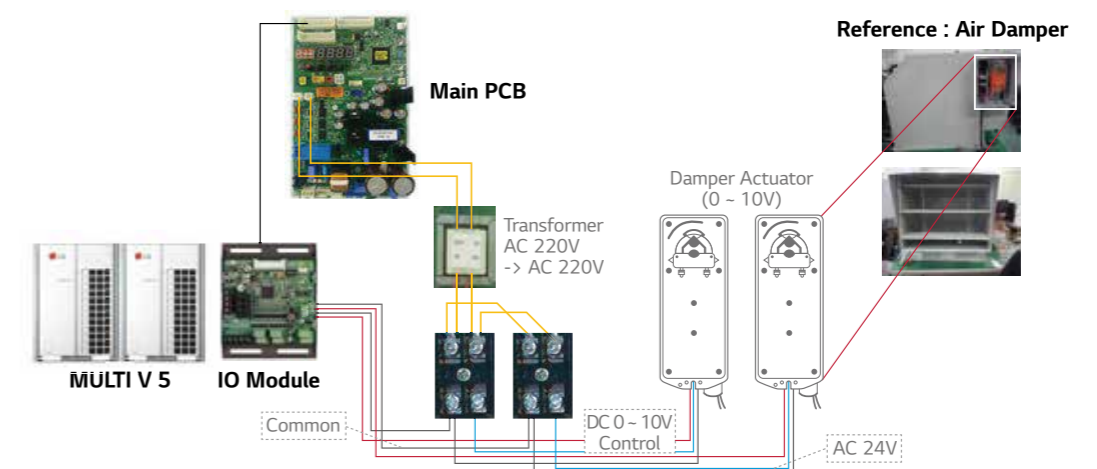 Reference : Air Damper
Main PCB
Damper Actuator
(0 ~ 10V)
Transformer
AC 220V
-> AC 220V
MULTI V 5
IO Module
Common
DC 0 ~ 10V
Control
AC 24V